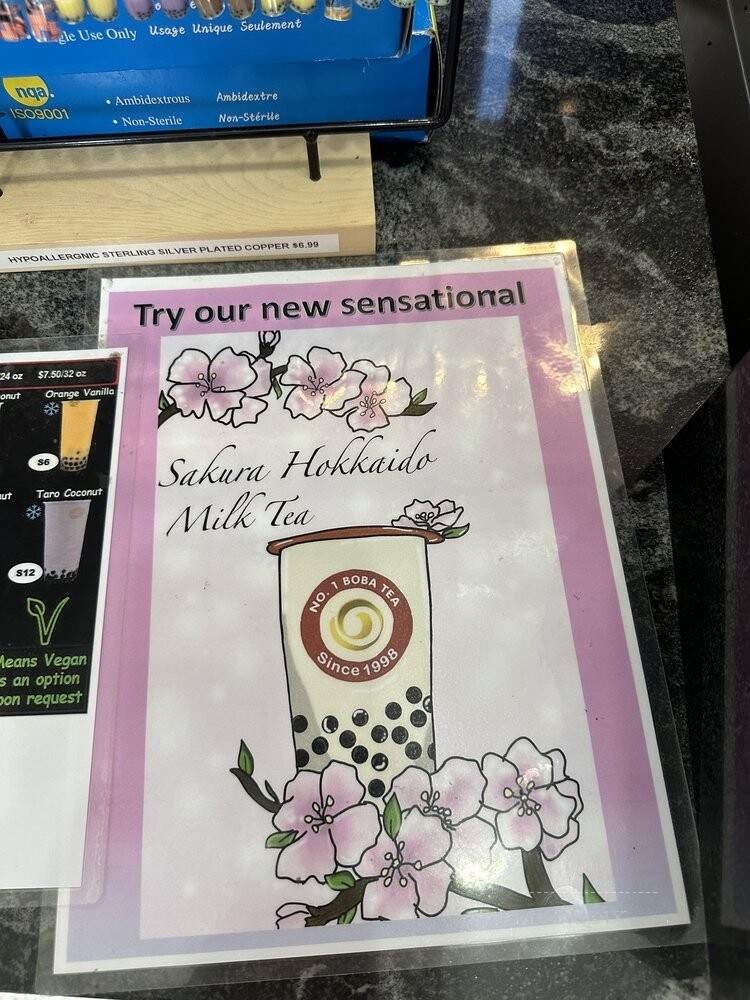 gle Use Only Usage Unique Seulement
nqa.
ISO9001
• Ambidextrous Ambidextre
• Non-Sterile Non-Stérile
HYPOALLERGNIC STERLING SILVER PLATED COPPER $6.99
Try our new sensational
Sakura Hokkaido
Milk Tea
NO. 1 BOBA TEA
Since 1998
24 oz $7.50/32 oz
Orange Vanilla
S6
Taro Coconut
S12
Means Vegan
s an option
pon request